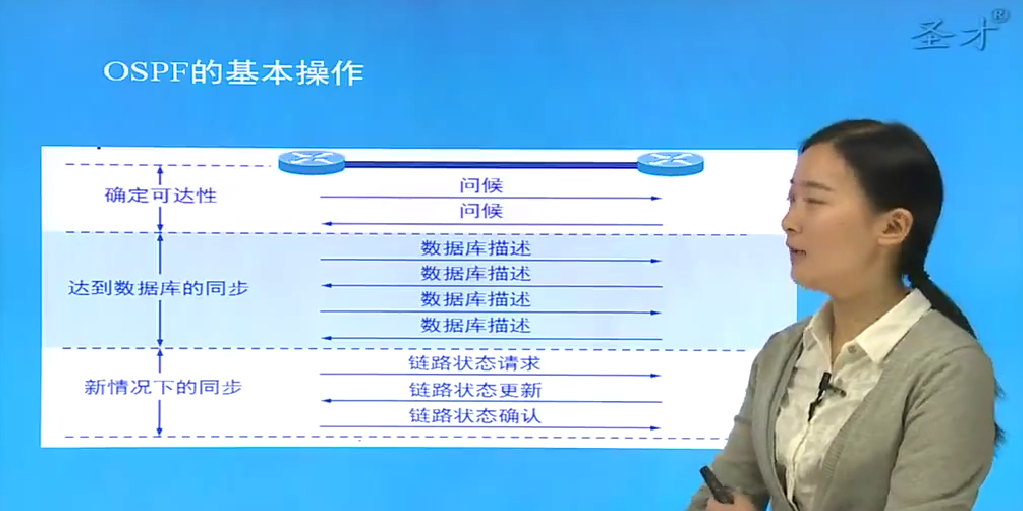 圣才®
OSPF的基本操作
确定可达性
问候
问候
达到数据库的同步
数据库描述
数据库描述
数据库描述
数据库描述
新情况下的同步
链路状态请求
链路状态更新
链路状态确认